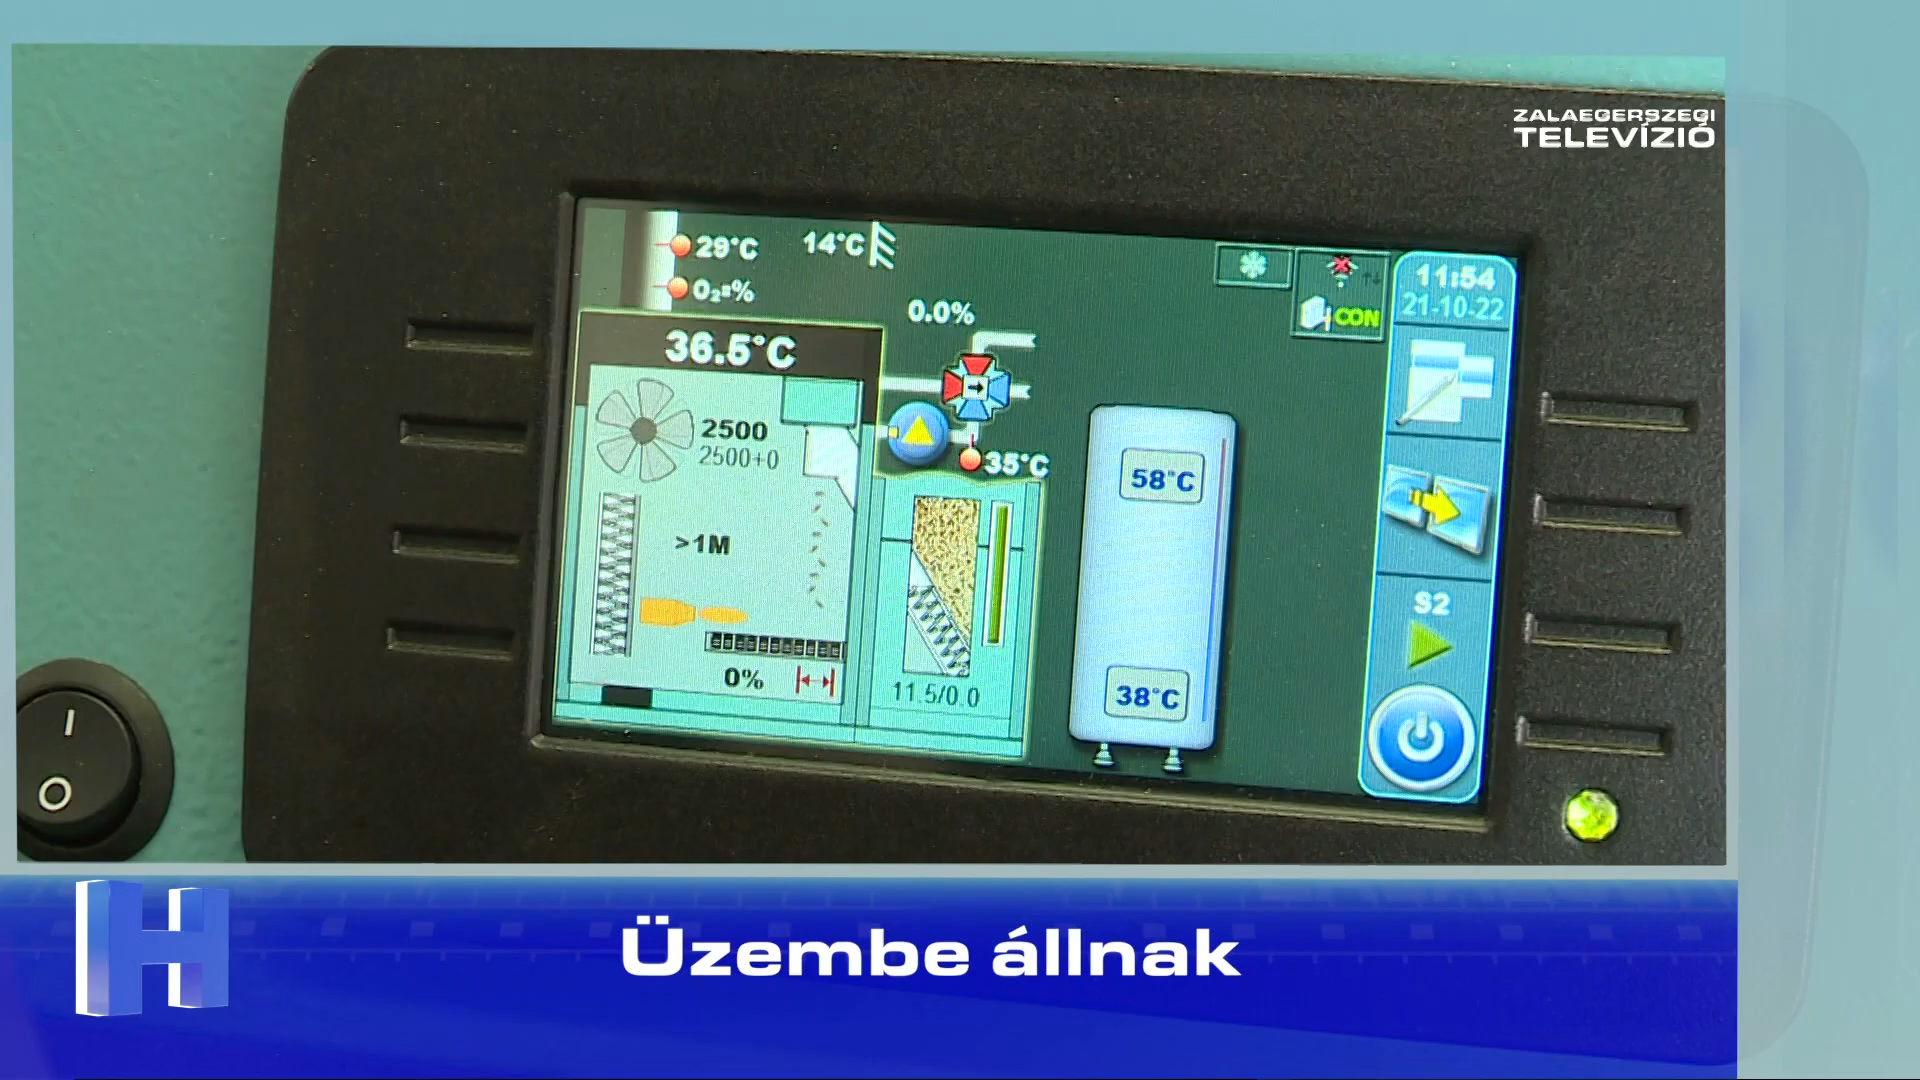 ZALAEGERSZEGI
TELEVÍZIÓ
29°C
14°C
O₂=%
0.0%
11:54
21-10-22
CON
36.5°C
2500
2500+0
35°C
58°C
>1M
S2
0%
11.5/0.0
38°C
I
O
H
Üzembe állnak